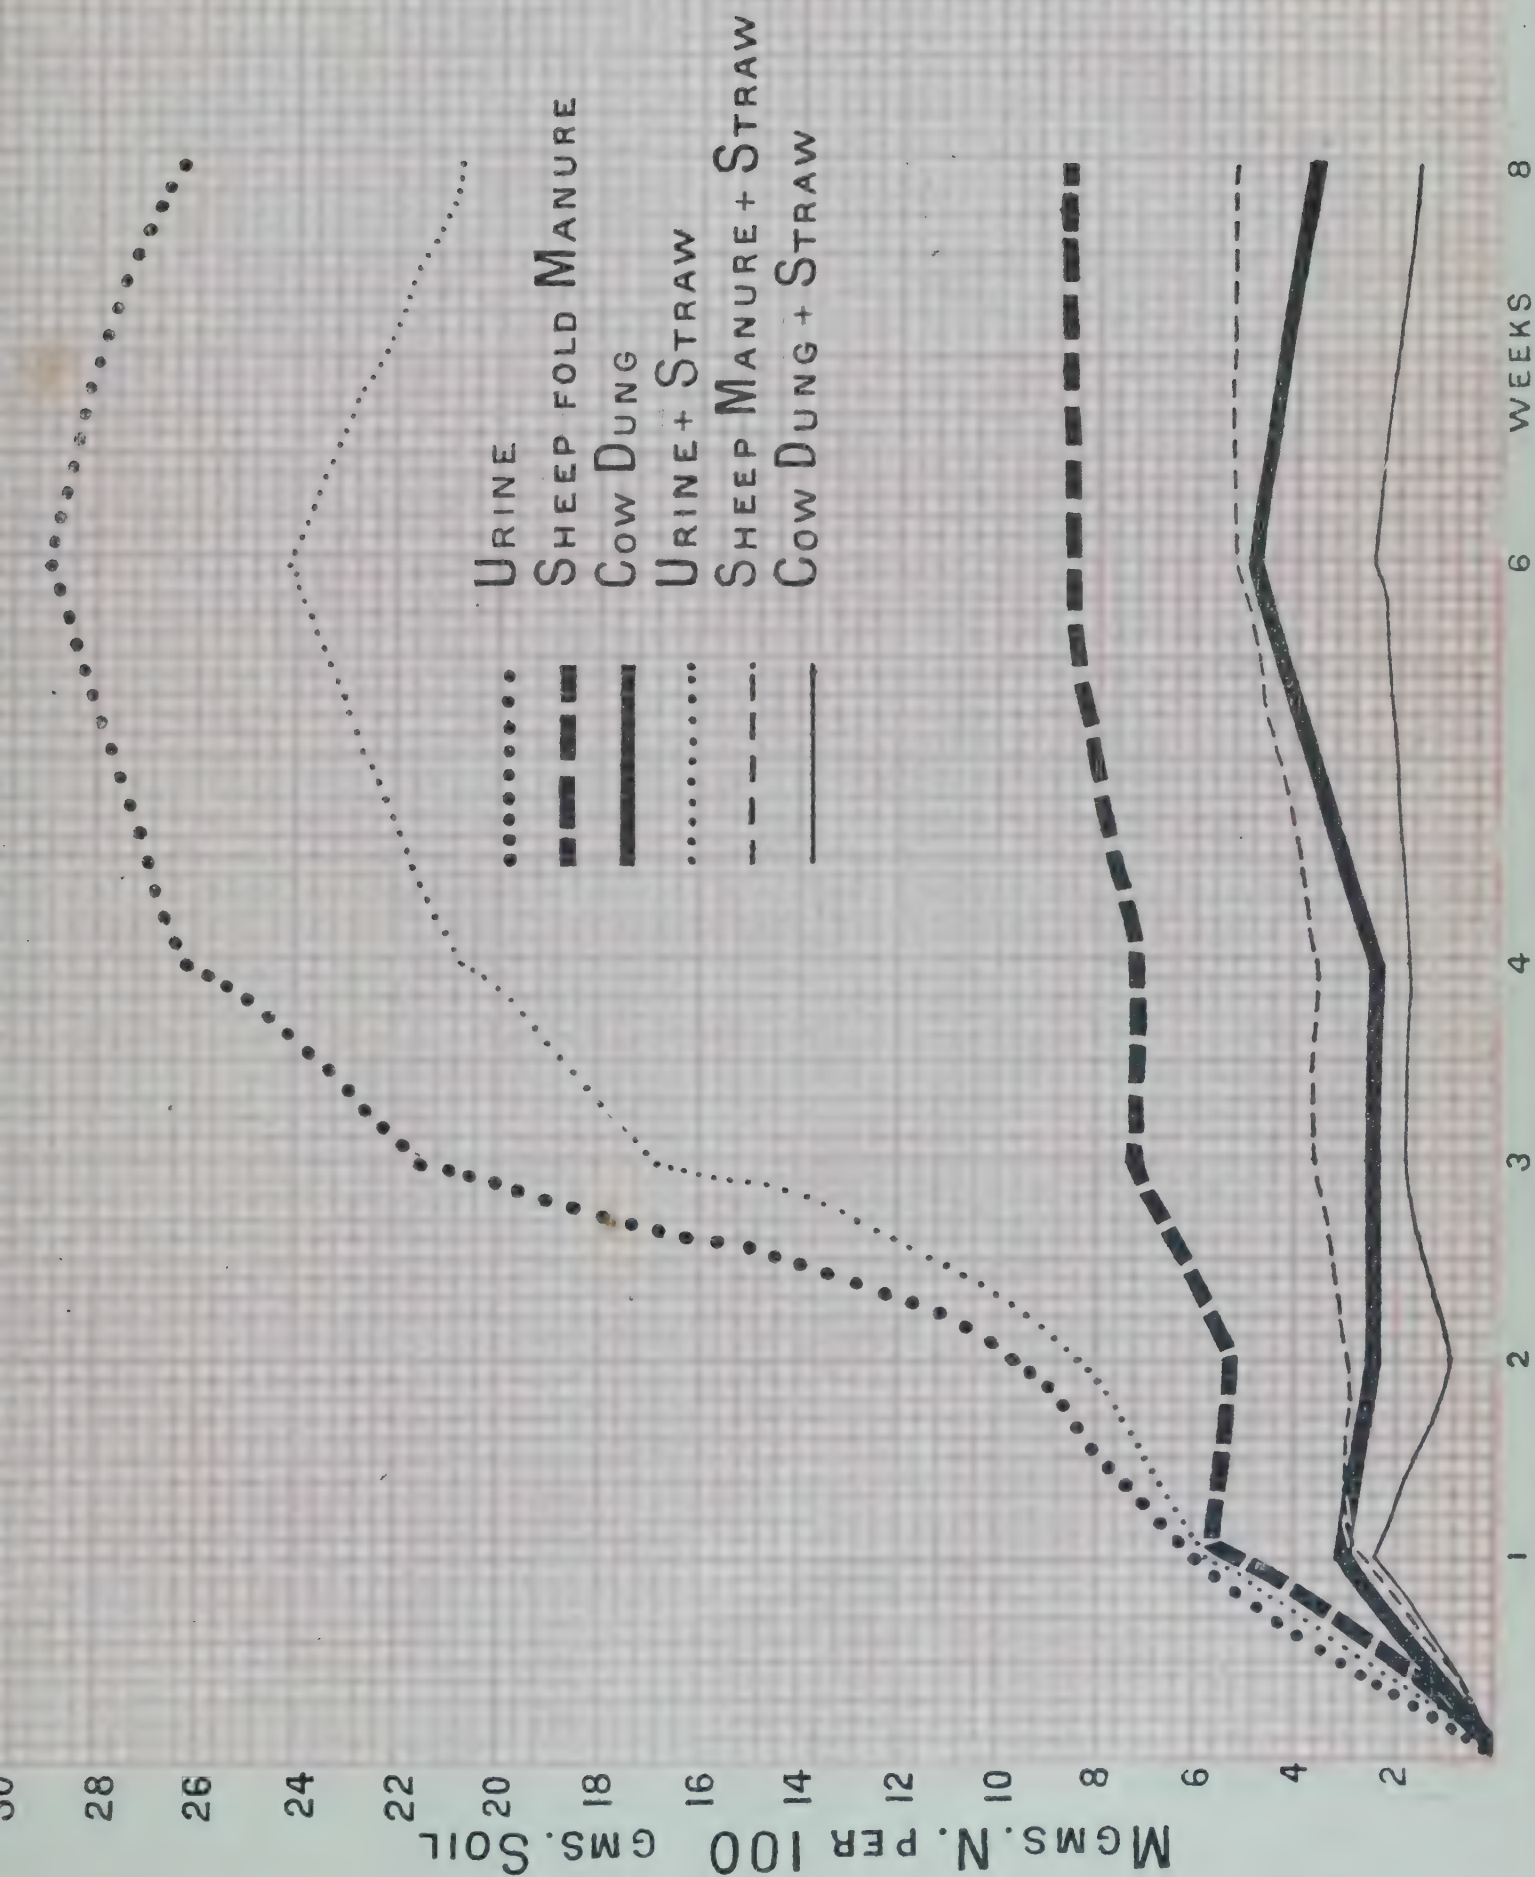 30
28
26
24
22
20
18
16
14
12
10
8
6
4
2
MGMS. N. PER 100 GMS. SOIL
URINE
SHEEP FOLD MANURE
COW DUNG
URINE + STRAW
SHEEP MANURE + STRAW
COW DUNG + STRAW
1 2 3 4 6 WEEKS 8